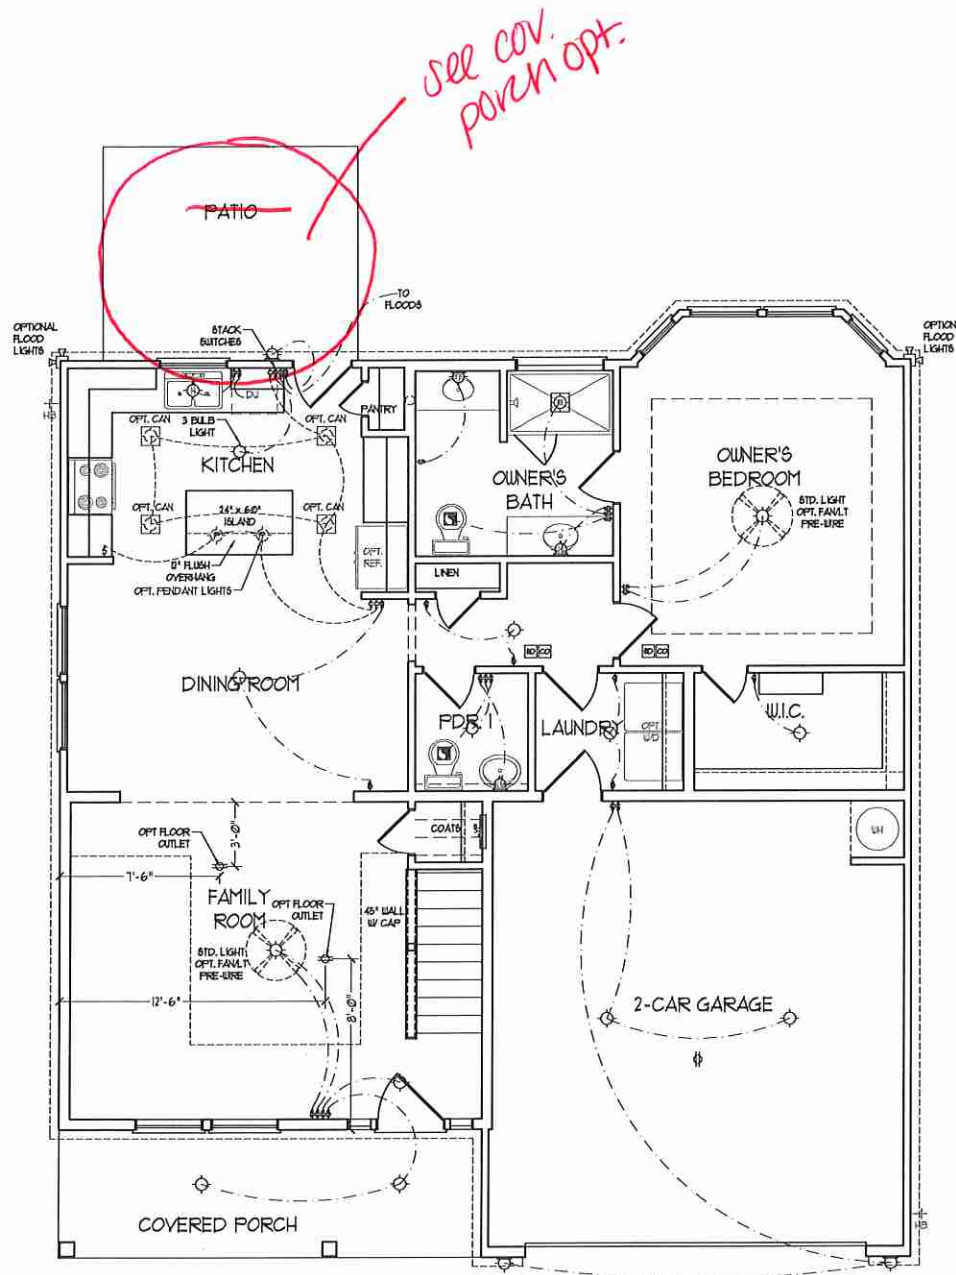 see cov.
porch opt.
PATIO
TO
FLOODS
STACK
SWITCHES
OPTIONAL
FLOOD
LIGHTS
OPTION
FLOOD
LIGHTS
HB
DW
PANTRY
3 BULB
LIGHT
OPT. CAN
OPT. CAN
KITCHEN
OWNER'S
BATH
OWNER'S
BEDROOM
STD. LIGHT
OPT. FAN/LT
PRE-WIRE
OPT. CAN
24" x 60"
ISLAND
OPT. CAN
12" FLUSH
OVERHANG
OPT. PENDANT LIGHTS
OPT.
REF.
LINEN
SD CO
SD CO
DINING ROOM
PDR. 1
LAUNDRY
OPT
W/D
W.I.C.
OPT FLOOR
OUTLET
3'-0"
COATS
WH
7'-6"
FAMILY
ROOM
OPT FLOOR
OUTLET
45" WALL
W/ CAP
STD. LIGHT
OPT. FAN/LT
PRE-WIRE
12'-6"
8'-0"
2-CAR GARAGE
COVERED PORCH
HB